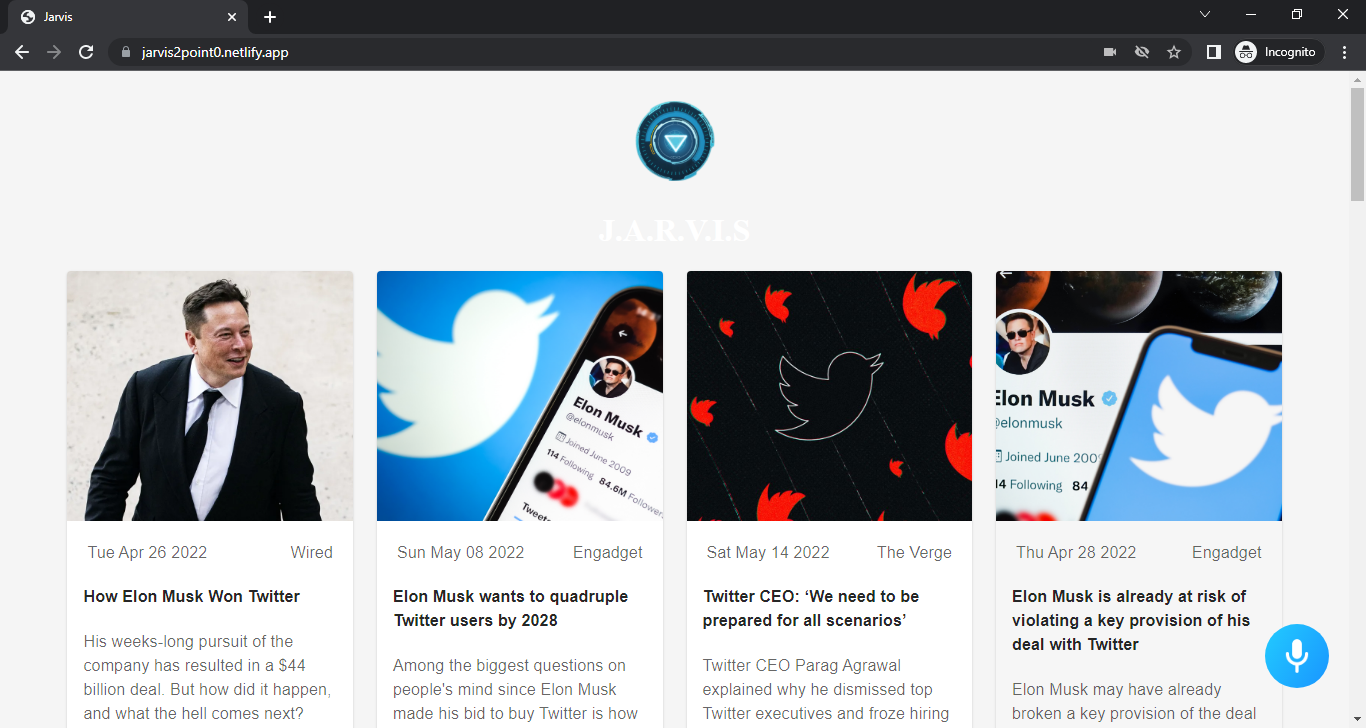 Jarvis
jarvis2point0.netlify.app
Incognito
J.A.R.V.I.S
Elon Musk
@elonmusk
Joined June 2009
114 Following 84.6M Follower
Tweets
Elon Musk
@elonmusk
Joined June 200
14 Following 84
Tue Apr 26 2022 Wired
How Elon Musk Won Twitter
His weeks-long pursuit of the
company has resulted in a $44
billion deal. But how did it happen,
and what the hell comes next?
Sun May 08 2022 Engadget
Elon Musk wants to quadruple
Twitter users by 2028
Among the biggest questions on
people's mind since Elon Musk
made his bid to buy Twitter is how
Sat May 14 2022 The Verge
Twitter CEO: ‘We need to be
prepared for all scenarios’
Twitter CEO Parag Agrawal
explained why he dismissed top
Twitter executives and froze hiring
Thu Apr 28 2022 Engadget
Elon Musk is already at risk of
violating a key provision of his
deal with Twitter
Elon Musk may have already
broken a key provision of the deal